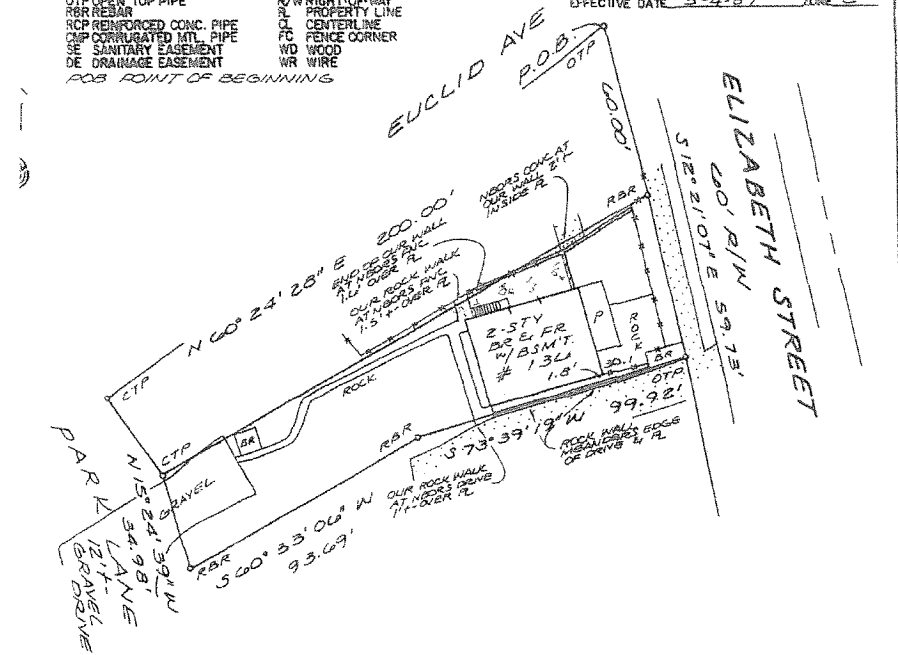 OTP OPEN TOP PIPE
RBR REBAR
RCP REINFORCED CONC. PIPE
CMP CORRUGATED MTL. PIPE
SE SANITARY EASEMENT
DE DRAINAGE EASEMENT
POB POINT OF BEGINNING
R/W RIGHT-OF-WAY
PL PROPERTY LINE
CL CENTERLINE
FC FENCE CORNER
WD WOOD
WR WIRE
EFFECTIVE DATE
EUCLID AVE
P.O.B.
OTP
60.00'
ELIZABETH STREET
60' R/W
S 12° 21' 07" E 59.73'
NBORS CONC AT
OUR WALL 2'±
INSIDE PL
RBR
N 60° 24' 28" E 200.00'
END OF OUR WALL
AT NBORS FNC
1.6' OVER PL
OUR ROCK WALK
AT NBORS FNC
1.5'+- OVER PL
2-STY
BR & FR
W/ BSM'T
# 136
P
ROCK
30.1
1.8'
BR
OTP
CTP
ROCK
BR
CTP
GRAVEL
RBR
S 73° 39' 19" W 99.92'
ROCK WALL
MEANDERS EDGE
OF DRIVE & PL
OUR ROCK WALK
AT NBORS DRIVE
1'+- OVER PL
N 15° 24' 39" W
34.98'
PARK LANE
12'+-
GRAVEL
DRIVE
RBR
S 60° 33' 06" W
93.69'